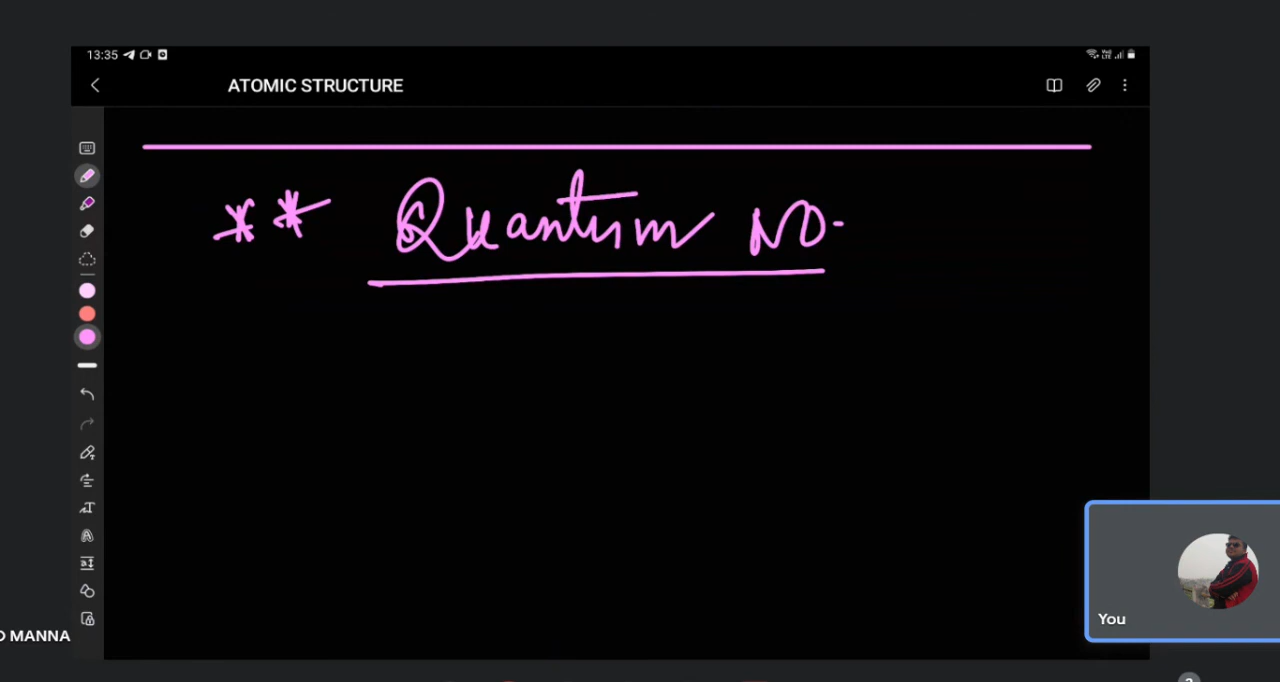 13:35
ATOMIC STRUCTURE
** Quantum NO.
You
D MANNA